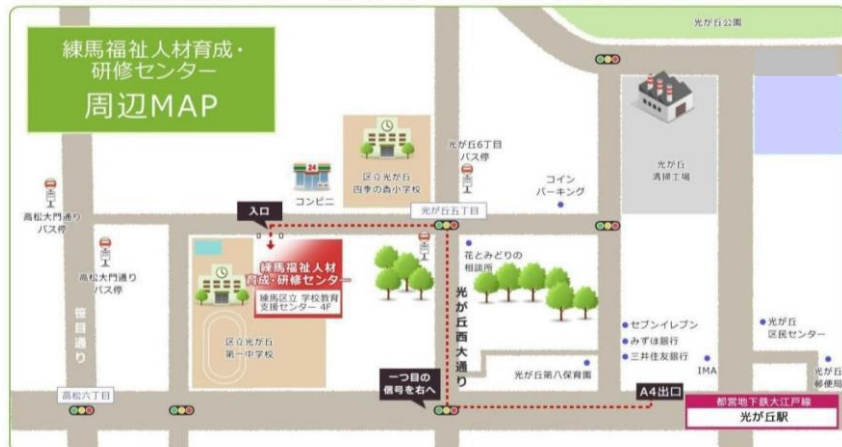 練馬福祉人材育成・
研修センター
周辺MAP
光が丘公園
24
コンビニ
区立光が丘
四季の香小学校
光が丘6丁目
バス停
コイン
パーキング
光が丘
清掃工場
高松大門通り
バス停
入口
光が丘五丁目
高松大門通り
バス停
練馬福祉人材
育成・研修センター
練馬区立 学校教育
支援センター 4F
花とみどりの
相談所
笹目通り
区立光が丘
第一中学校
光が丘西大通り
セブンイレブン
みずほ銀行
三井住友銀行
IMA
光が丘
区民センター
光が丘
郵便局
光が丘第八保育園
一つ目の
信号を右へ
A4出口
高松六丁目
都営地下鉄大江戸線
光が丘駅